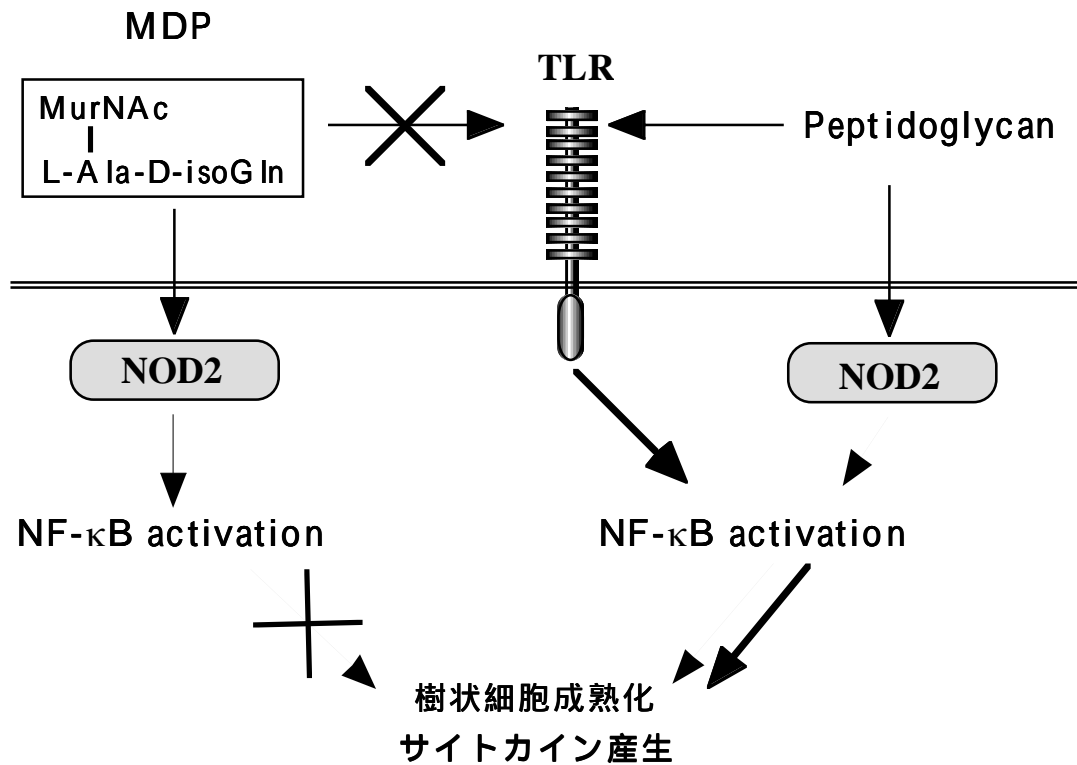 MDP
TLR
MurNAc
L-Ala-D-isoGln
Peptidoglycan
NOD2
NOD2
NF-κB activation
NF-κB activation
樹状細胞成熟化
サイトカイン産生